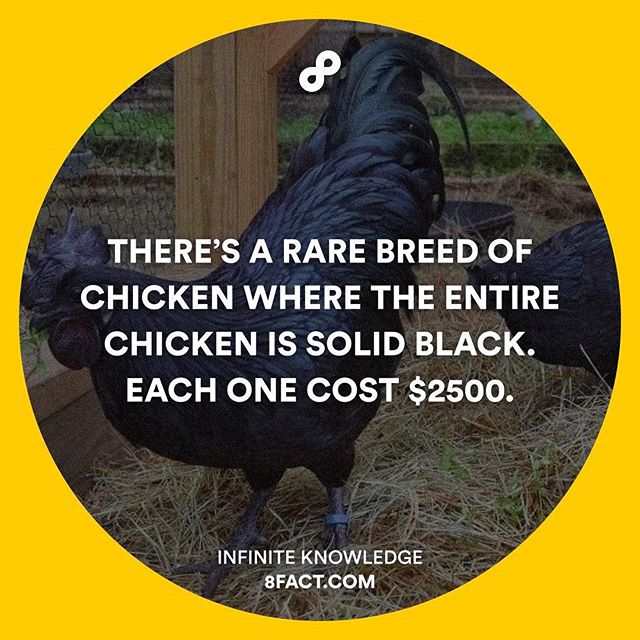 THERE'S A RARE BREED OF
CHICKEN WHERE THE ENTIRE
CHICKEN IS SOLID BLACK.
EACH ONE COST $2500.
INFINITE KNOWLEDGE
8FACT.COM